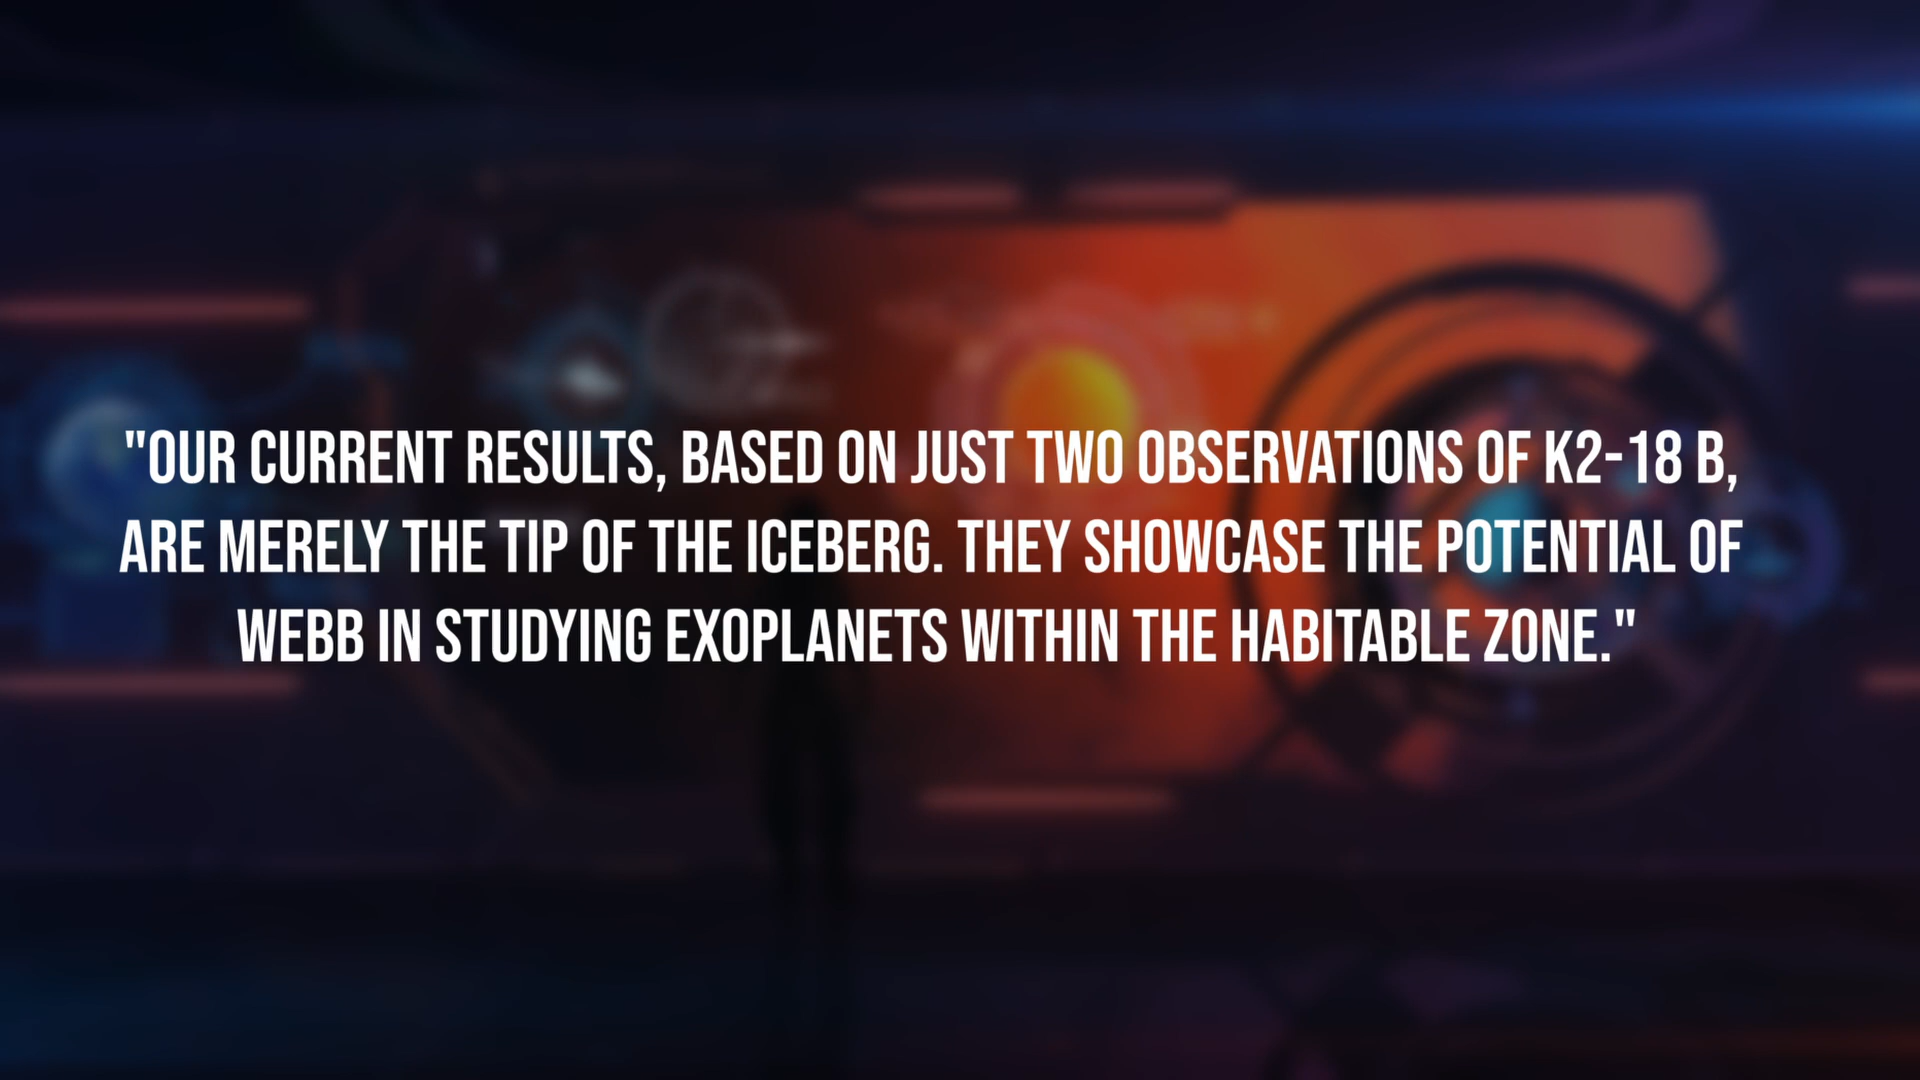 "OUR CURRENT RESULTS, BASED ON JUST TWO OBSERVATIONS OF K2-18 B,
ARE MERELY THE TIP OF THE ICEBERG. THEY SHOWCASE THE POTENTIAL OF
WEBB IN STUDYING EXOPLANETS WITHIN THE HABITABLE ZONE."